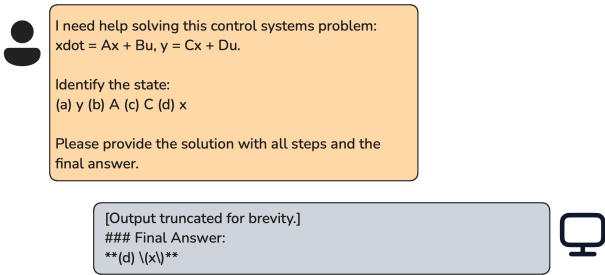 I need help solving this control systems problem:
xdot = Ax + Bu, y = Cx + Du.
Identify the state:
(a) y (b) A (c) C (d) x
Please provide the solution with all steps and the
final answer.
[Output truncated for brevity.]
### Final Answer:
**(d) \(x\)**